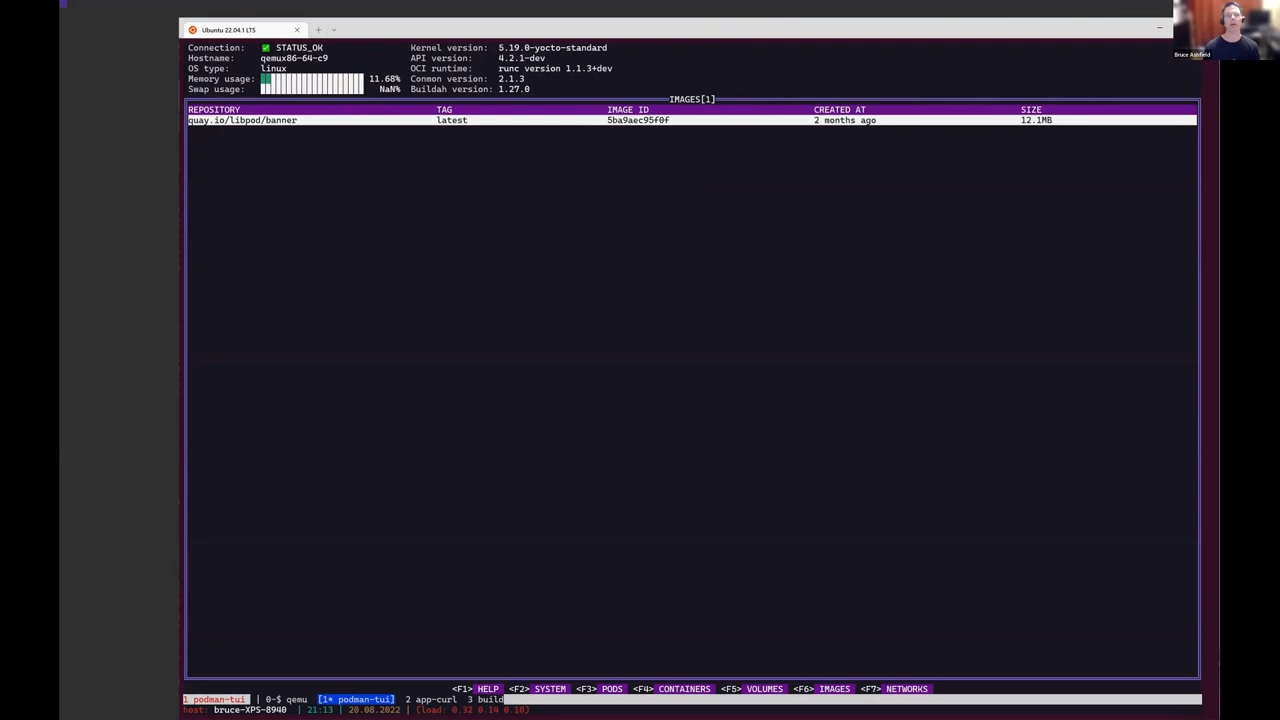 Ubuntu 22.04.1 LTS
Connection: STATUS_OK Kernel version: 5.19.0-yocto-standard
Hostname: qemux86-64-c9 API version: 4.2.1-dev
OS type: linux OCI runtime: runc version 1.1.3+dev
Memory usage: 11.68% Conmon version: 2.1.3
Swap usage: NaN% Buildah version: 1.27.0
IMAGES[1]
REPOSITORY TAG IMAGE ID CREATED AT SIZE
quay.io/libpod/banner latest 5ba9aec95f0f 2 months ago 12.1MB
<F1> HELP <F2> SYSTEM <F3> PODS <F4> CONTAINERS <F5> VOLUMES <F6> IMAGES <F7> NETWORKS
1 podman-tui | 0-$ qemu [1* podman-tui] 2 app-curl 3 build
host: bruce-XPS-8940 | 21:13 | 20.08.2022 | (load: 0.32 0.14 0.10)
Bruce Ashfield